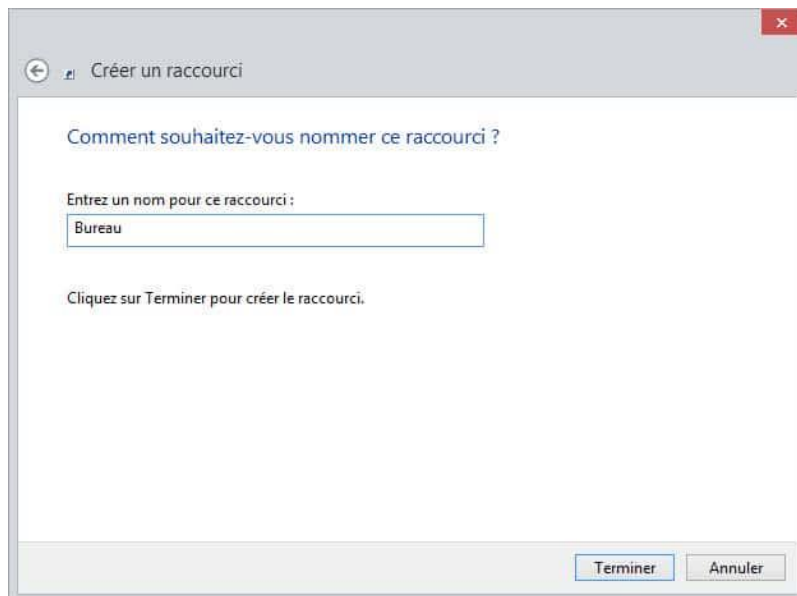 Créer un raccourci
Comment souhaitez-vous nommer ce raccourci ?
Entrez un nom pour ce raccourci :
Bureau
Cliquez sur Terminer pour créer le raccourci.
Terminer Annuler